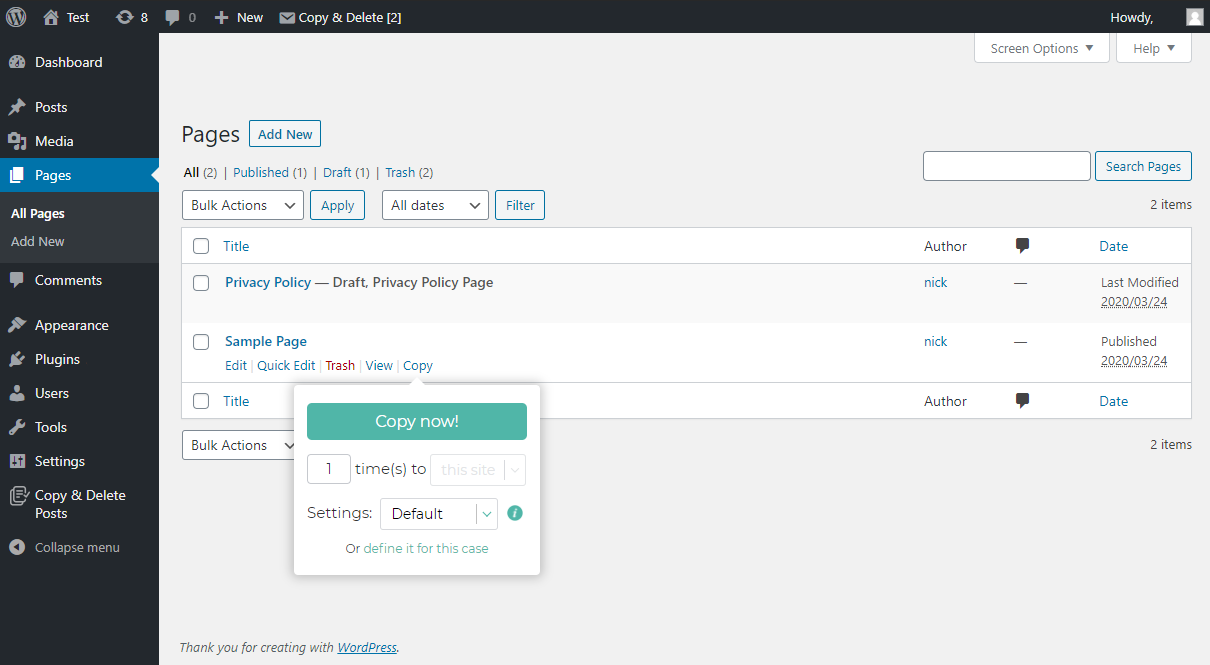 Test 8 0 New Copy & Delete [2] Howdy,
Screen Options Help
Dashboard
Posts
Media
Pages
All Pages
Add New
Comments
Appearance
Plugins
Users
Tools
Settings
Copy & Delete
Posts
Collapse menu
Pages Add New
All (2) | Published (1) | Draft (1) | Trash (2)
Search Pages
Bulk Actions Apply All dates Filter
2 items
Title Author Date
Privacy Policy — Draft, Privacy Policy Page nick — Last Modified
2020/03/24
Sample Page nick — Published
2020/03/24
Edit | Quick Edit | Trash | View | Copy
Title Author Date
Bulk Actions
2 items
Copy now!
1 time(s) to this site
Settings: Default
Or define it for this case
Thank you for creating with WordPress.